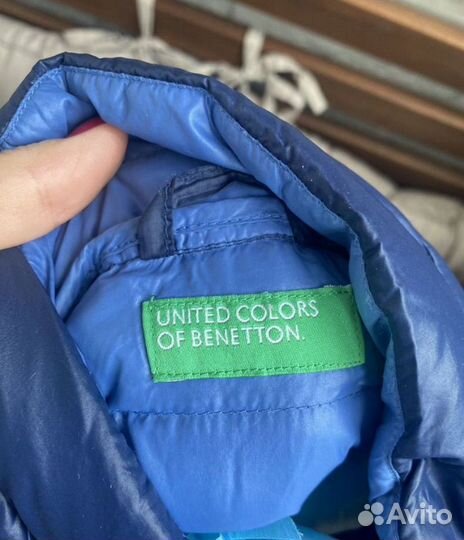 UNITED COLORS
OF BENETTON.
Avito